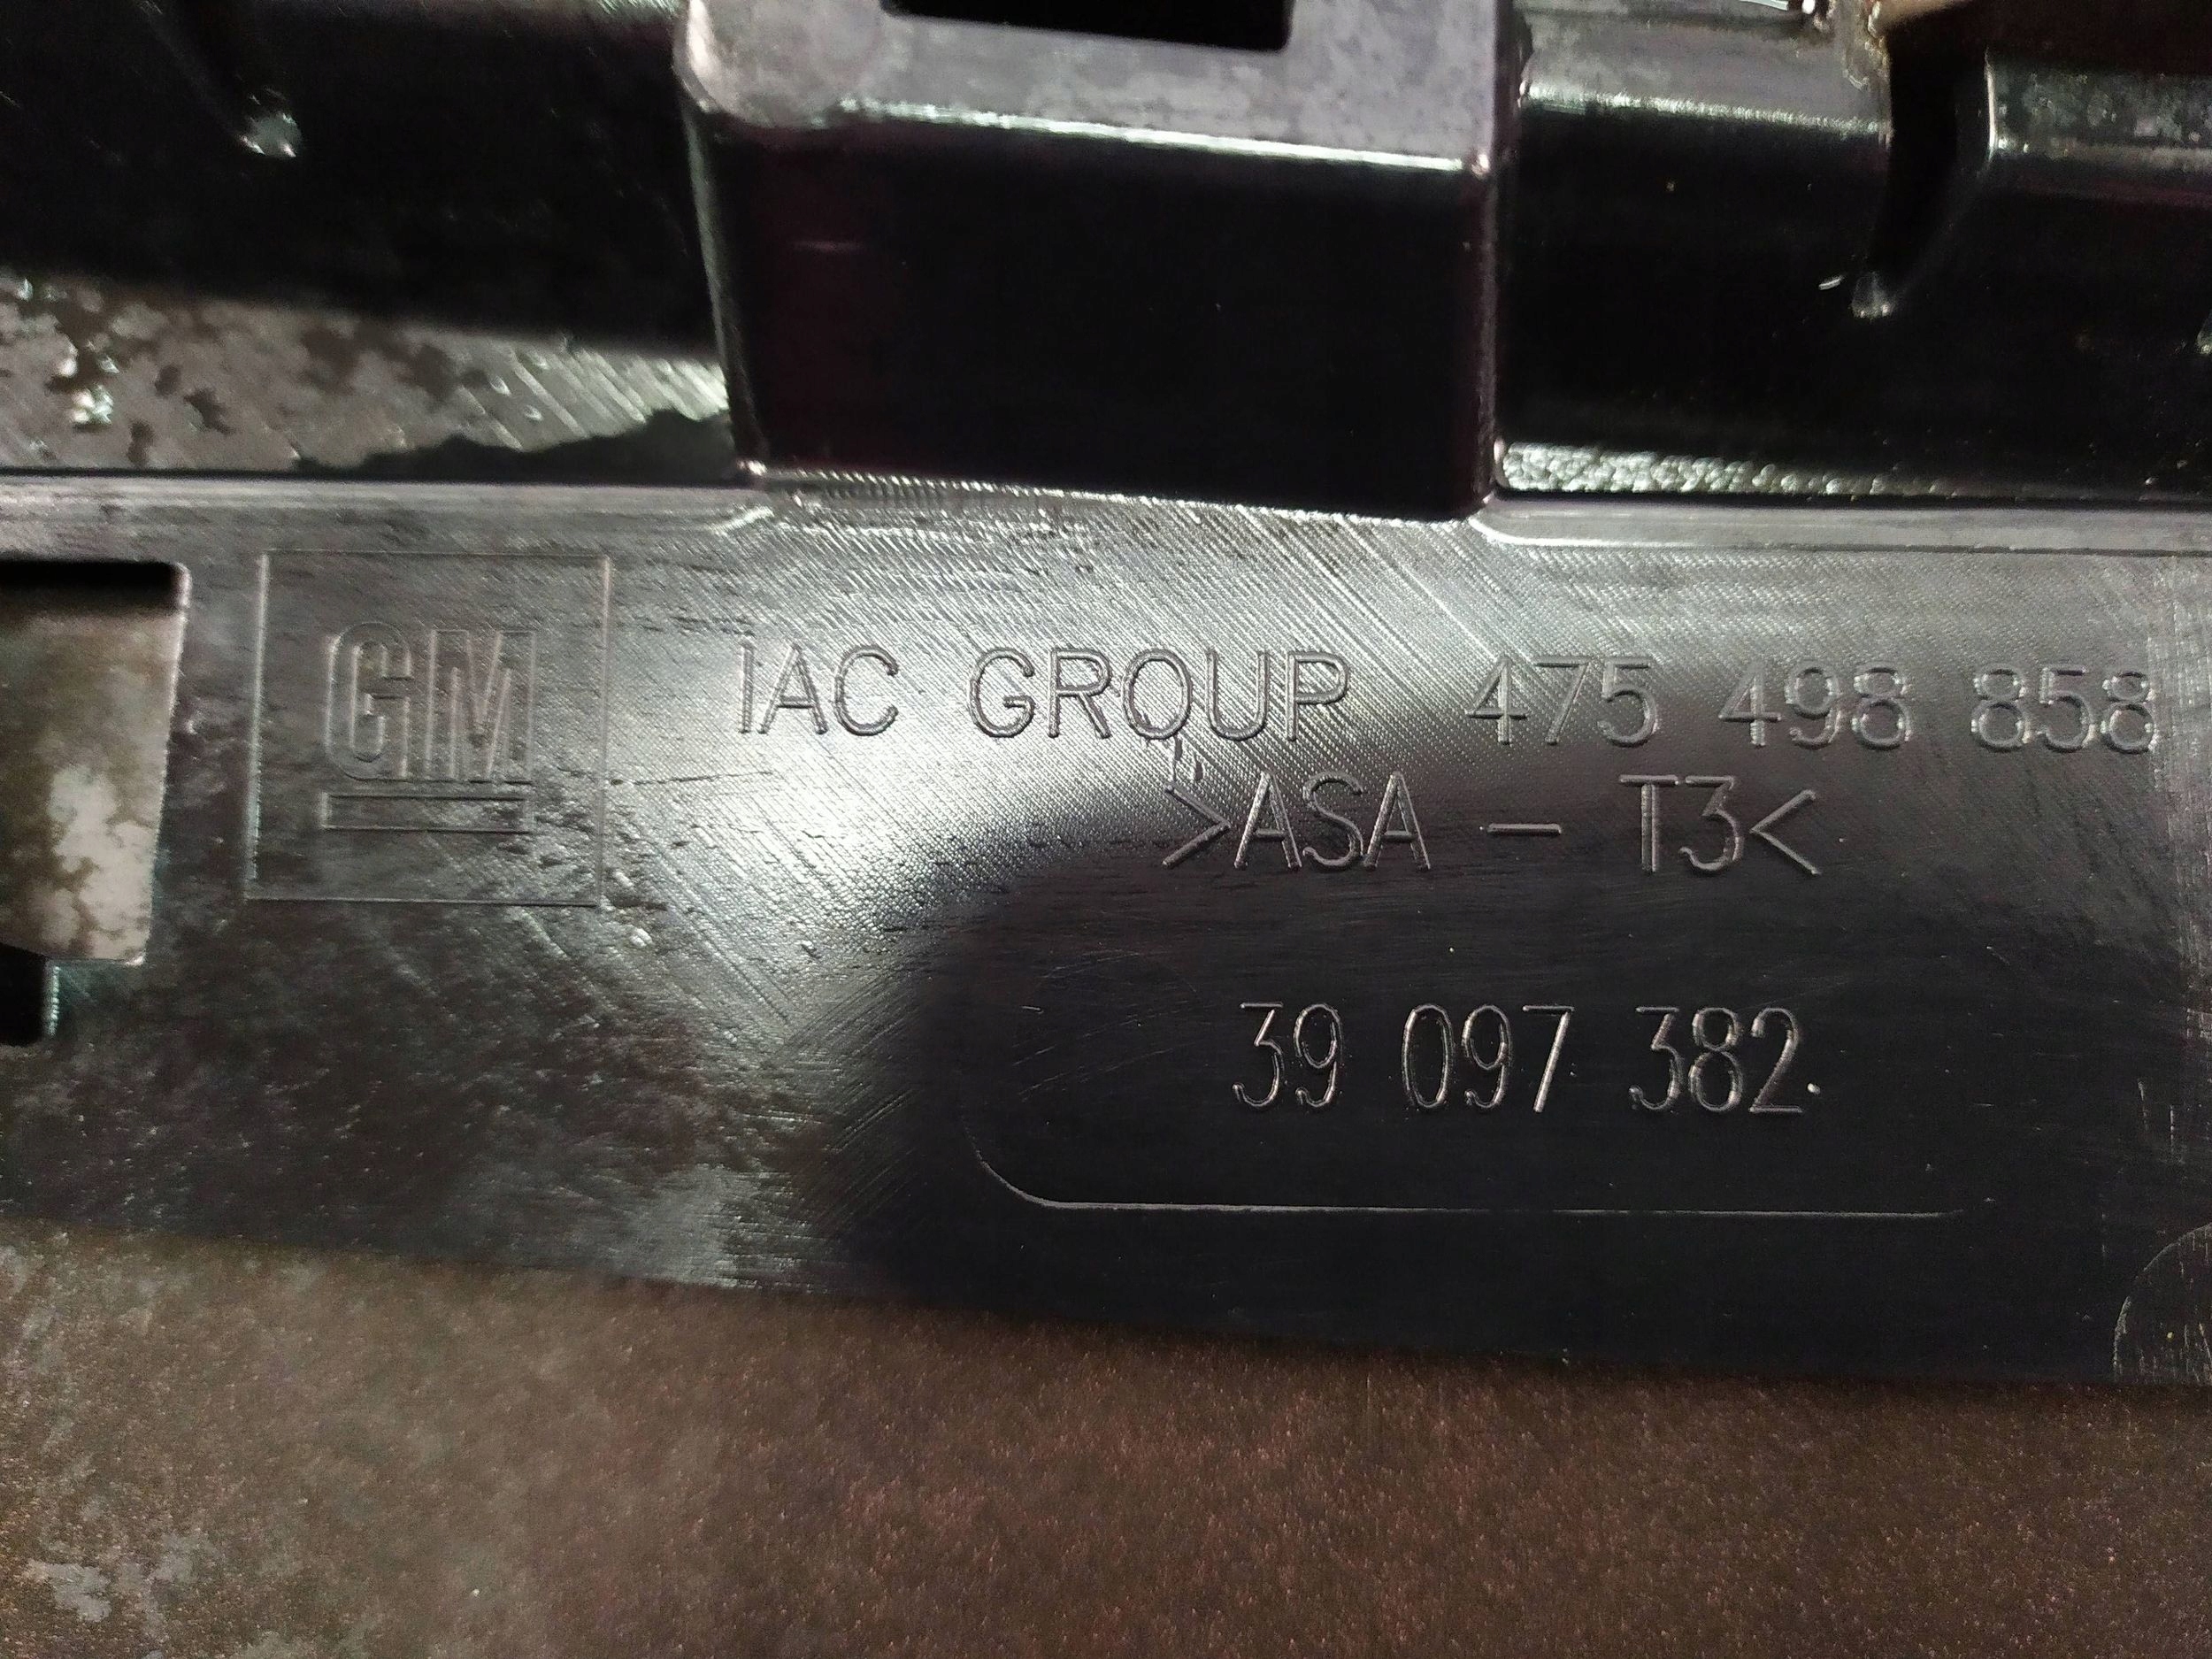 GM
IAC GROUP 475 498 858
>ASA - T3<
39 097 382.